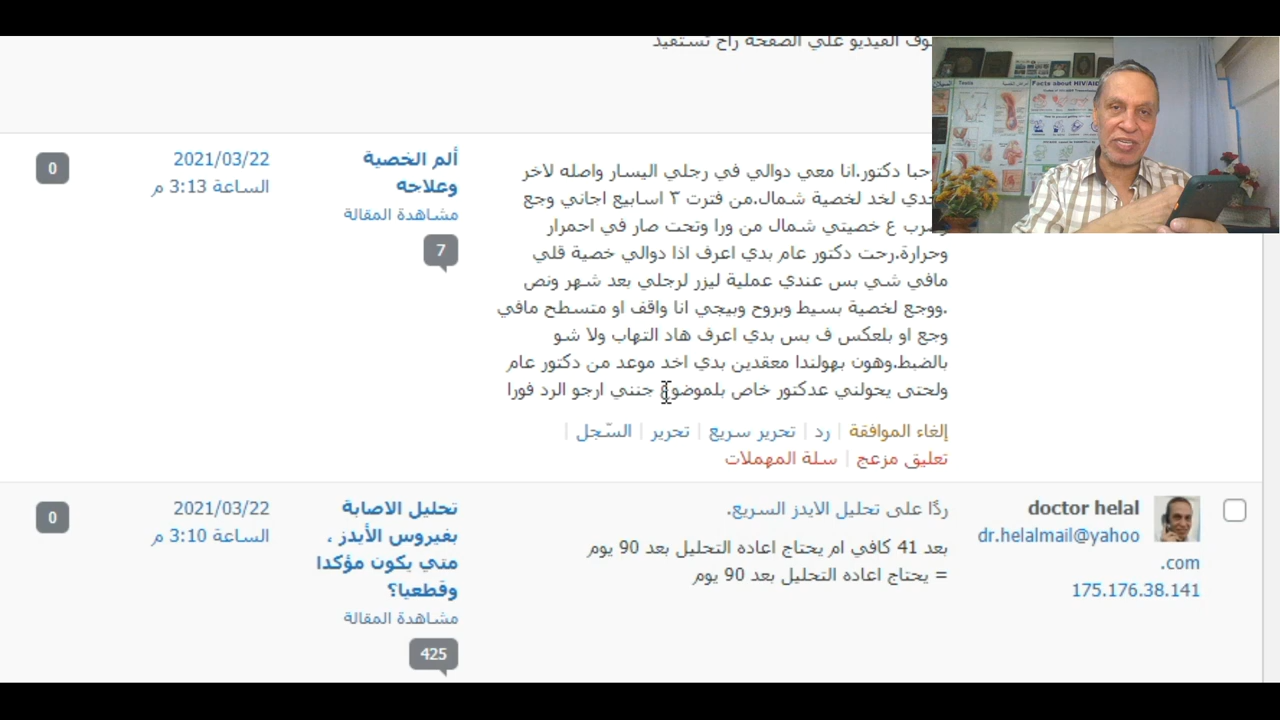 علي الصفحة راح تستفيد
دكتور.انا معي دوالي في رجلي اليسار واصله لاخر
لخد لخصية شمال.من فترت ٣ اسابيع اجاني وجع
ع خصيتي شمال من ورا وتحت صار في احمرار
وحرارة.رحت دكتور عام بدي اعرف اذا دوالي خصية قلي
مافي شي بس عندي عملية ليزر لرجلي بعد شهر ونص
.ووجع لخصية بسيط وبروح وبيجي انا واقف او متسطح مافي
وجع او بلعكس ف بس بدي اعرف هاد التهاب ولا شو
بالضبط.وهون بهولندا معقدين بدي اخد موعد من دكتور عام
ولحتى يحولني عدكتور خاص بلموضوع جنني ارجو الرد فورا
إلغاء الموافقة | رد | تحرير سريع | تحرير | السّجل |
تعليق مزعج | سلة المهملات
ألم الخصية
وعلاجه
مشاهدة المقالة
7
2021/03/22
الساعة 3:13 م
0
Facts about HIV/AIDS
doctor helal
dr.helalmail@yahoo
.com
175.176.38.141
ردًا على تحليل الايدز السريع.
بعد 41 كافي ام يحتاج اعاده التحليل بعد 90 يوم
= يحتاج اعاده التحليل بعد 90 يوم
تحليل الاصابة
بفيروس الأيدز ،
متي يكون مؤكدا
وقطعيا؟
مشاهدة المقالة
425
2021/03/22
الساعة 3:10 م
0